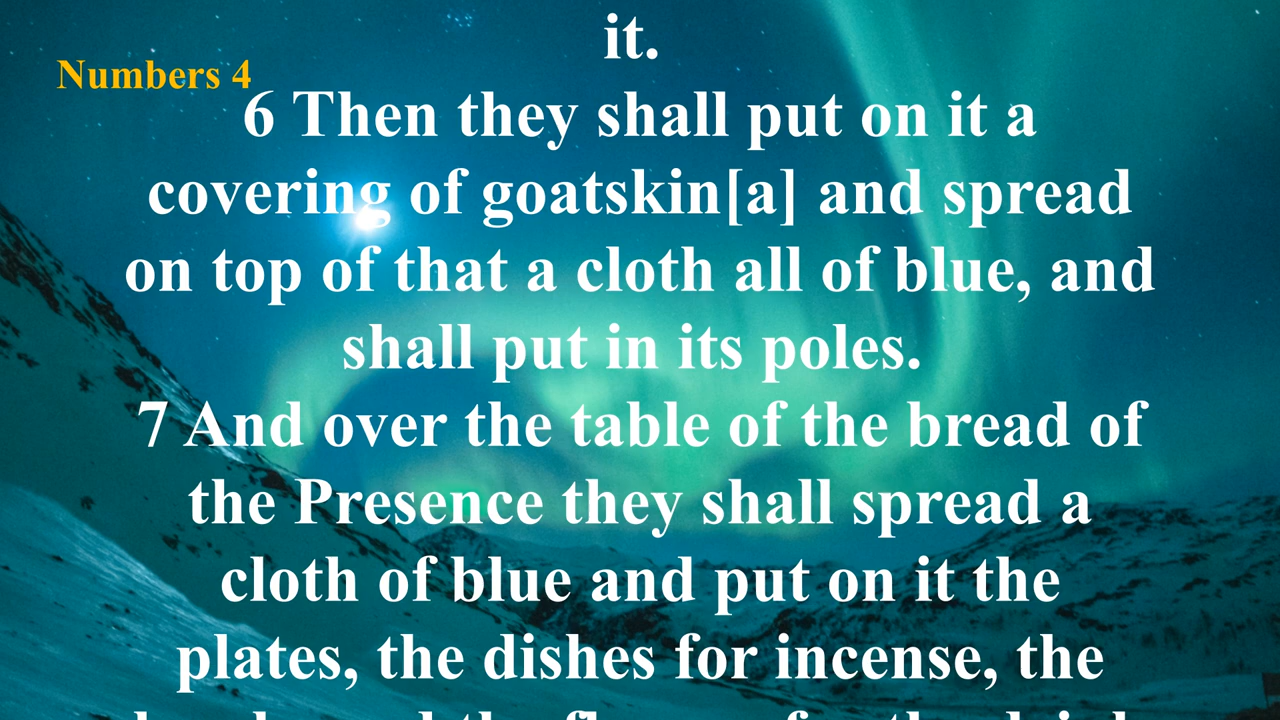 it.
Numbers 4
6 Then they shall put on it a
covering of goatskin[a] and spread
on top of that a cloth all of blue, and
shall put in its poles.
7 And over the table of the bread of
the Presence they shall spread a
cloth of blue and put on it the
plates, the dishes for incense, the